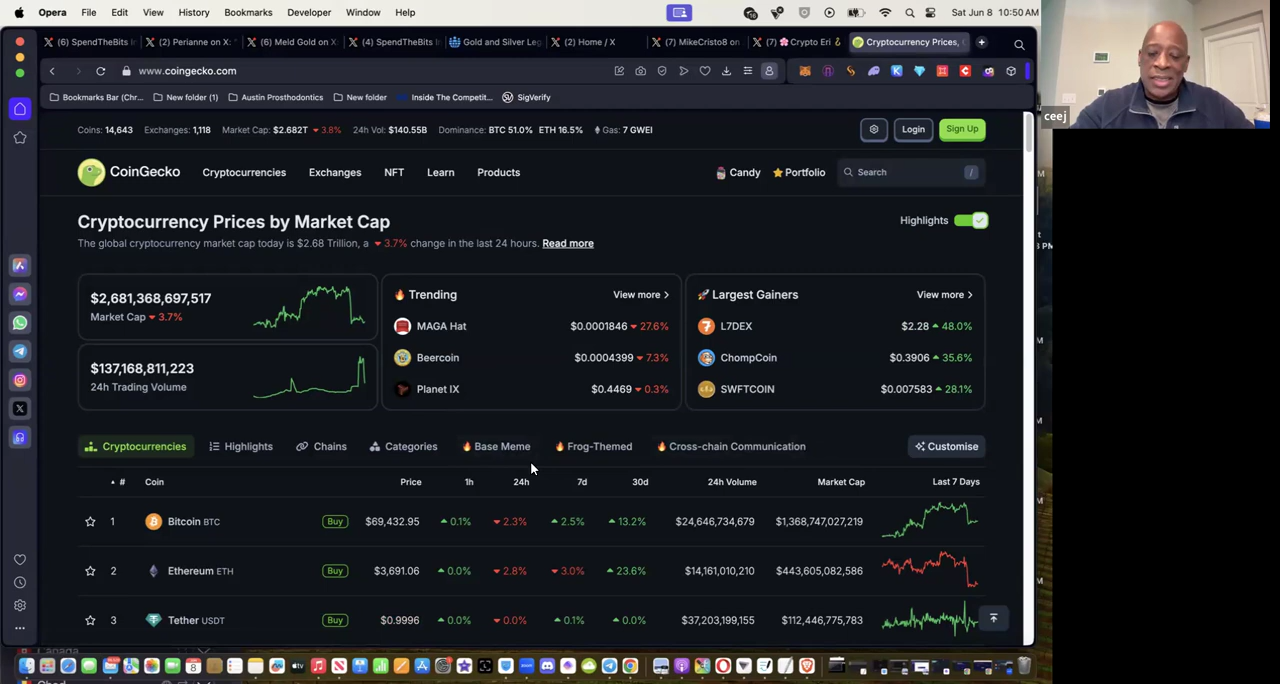 Opera File Edit View History Bookmarks Developer Window Help Sat Jun 8 10:50 AM
(6) SpendTheBits i (2) Perianne on X: (6) Meld Gold on X (4) SpendTheBits i Gold and Silver Leg (2) Home / X (7) MikeCristo8 on (7) Crypto Eri Cryptocurrency Prices,
www.coingecko.com
Bookmarks Bar (Chr... New folder (1) Austin Prosthodontics New folder Inside The Competit... SigVerify
ceej
Coins: 14,643 Exchanges: 1,118 Market Cap: $2.682T 3.8% 24h Vol: $140.55B Dominance: BTC 51.0% ETH 16.5% Gas: 7 GWEI Login Sign Up
CoinGecko Cryptocurrencies Exchanges NFT Learn Products Candy Portfolio Search /
Cryptocurrency Prices by Market Cap Highlights
The global cryptocurrency market cap today is $2.68 Trillion, a 3.7% change in the last 24 hours. Read more
$2,681,368,697,517
Market Cap 3.7%
$137,168,811,223
24h Trading Volume
Trending View more
MAGA Hat $0.0001846 27.6%
Beercoin $0.0004399 7.3%
Planet IX $0.4469 0.3%
Largest Gainers View more
L7DEX $2.28 48.0%
ChompCoin $0.3906 35.6%
SWFTCOIN $0.007583 28.1%
Cryptocurrencies Highlights Chains Categories Base Meme Frog-Themed Cross-chain Communication Customise
# Coin Price 1h 24h 7d 30d 24h Volume Market Cap Last 7 Days
1 Bitcoin BTC Buy $69,432.95 0.1% 2.3% 2.5% 13.2% $24,646,734,679 $1,368,747,027,219
2 Ethereum ETH Buy $3,691.06 0.0% 2.8% 3.0% 23.6% $14,161,010,210 $443,605,082,586
3 Tether USDT Buy $0.9996 0.0% 0.0% 0.1% 0.0% $37,203,199,155 $112,446,775,783